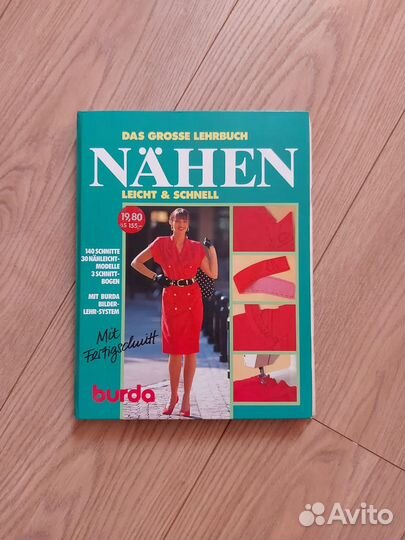 DAS GROSSE LEHRBUCH
NÄHEN
LEICHT & SCHNELL
19,80
öS 155,–
140 SCHNITTE
30 NÄHLEICHT-
MODELLE
3 SCHNITT-
BOGEN
MIT BURDA
BILDER-
LEHR-SYSTEM
Mit
Fertigschnitt
burda
Avito